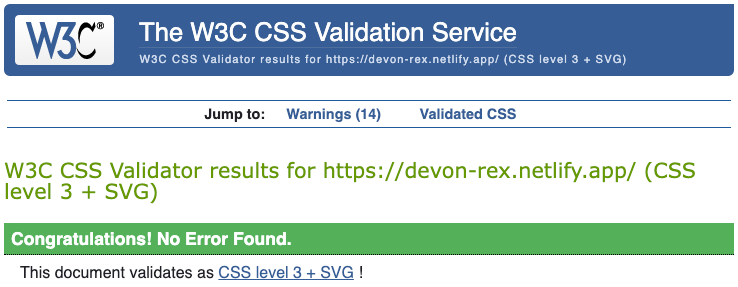 W3C® The W3C CSS Validation Service
W3C CSS Validator results for https://devon-rex.netlify.app/ (CSS level 3 + SVG)
Jump to: Warnings (14) Validated CSS
W3C CSS Validator results for https://devon-rex.netlify.app/ (CSS
level 3 + SVG)
Congratulations! No Error Found.
This document validates as CSS level 3 + SVG !